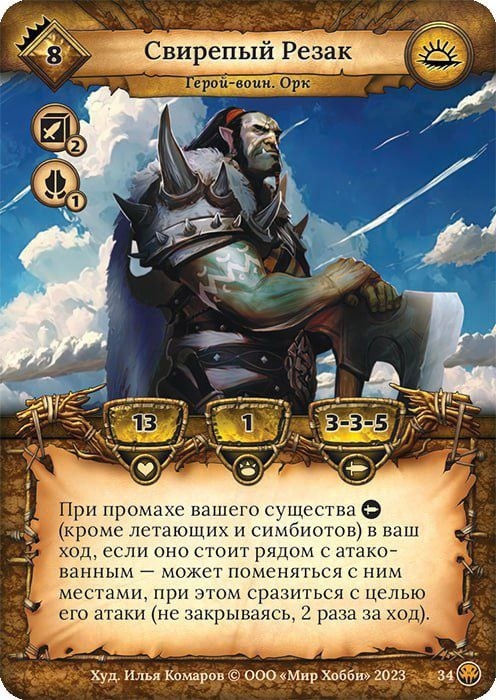 8
Свирепый Резак
Герой-воин. Орк
2
1
13
1
3-3-5
При промахе вашего существа
(кроме летающих и симбиотов) в ваш
ход, если оно стоит рядом с атако-
ванным — может поменяться с ним
местами, при этом сразиться с целью
его атаки (не закрываясь, 2 раза за ход).
Худ. Илья Комаров © ООО «Мир Хобби» 2023
34